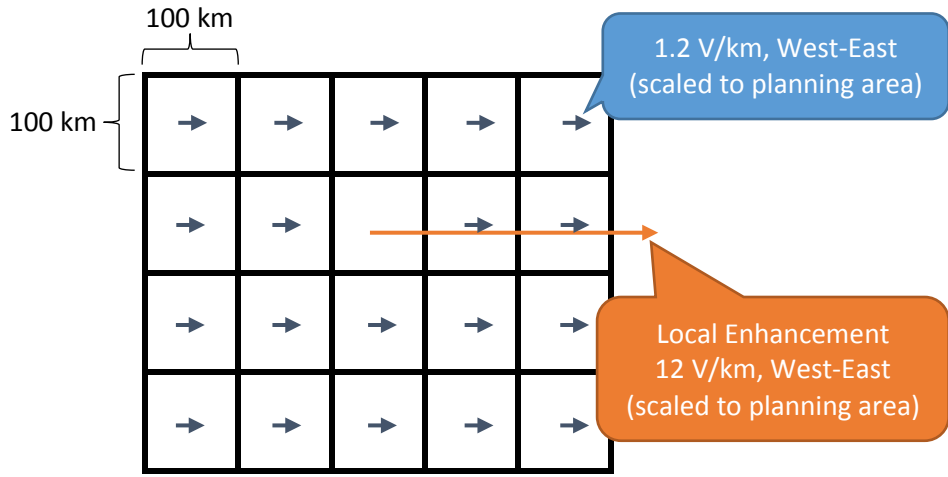 100 km
1.2 V/km, West-East
(scaled to planning area)
100 km
Local Enhancement
12 V/km, West-East
(scaled to planning area)